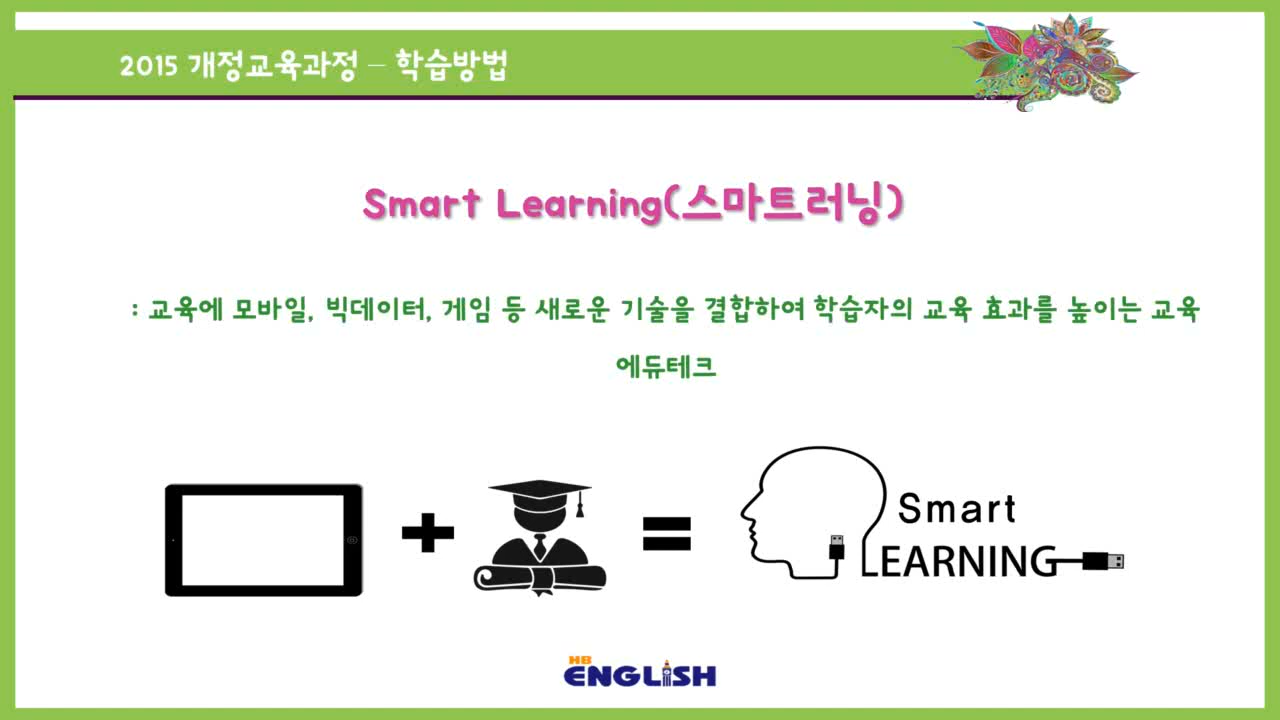 2015 개정교육과정 – 학습방법
Smart Learning(스마트러닝)
: 교육에 모바일, 빅데이터, 게임 등 새로운 기술을 결합하여 학습자의 교육 효과를 높이는 교육
에듀테크
Smart
LEARNING
HB
ENGLISH